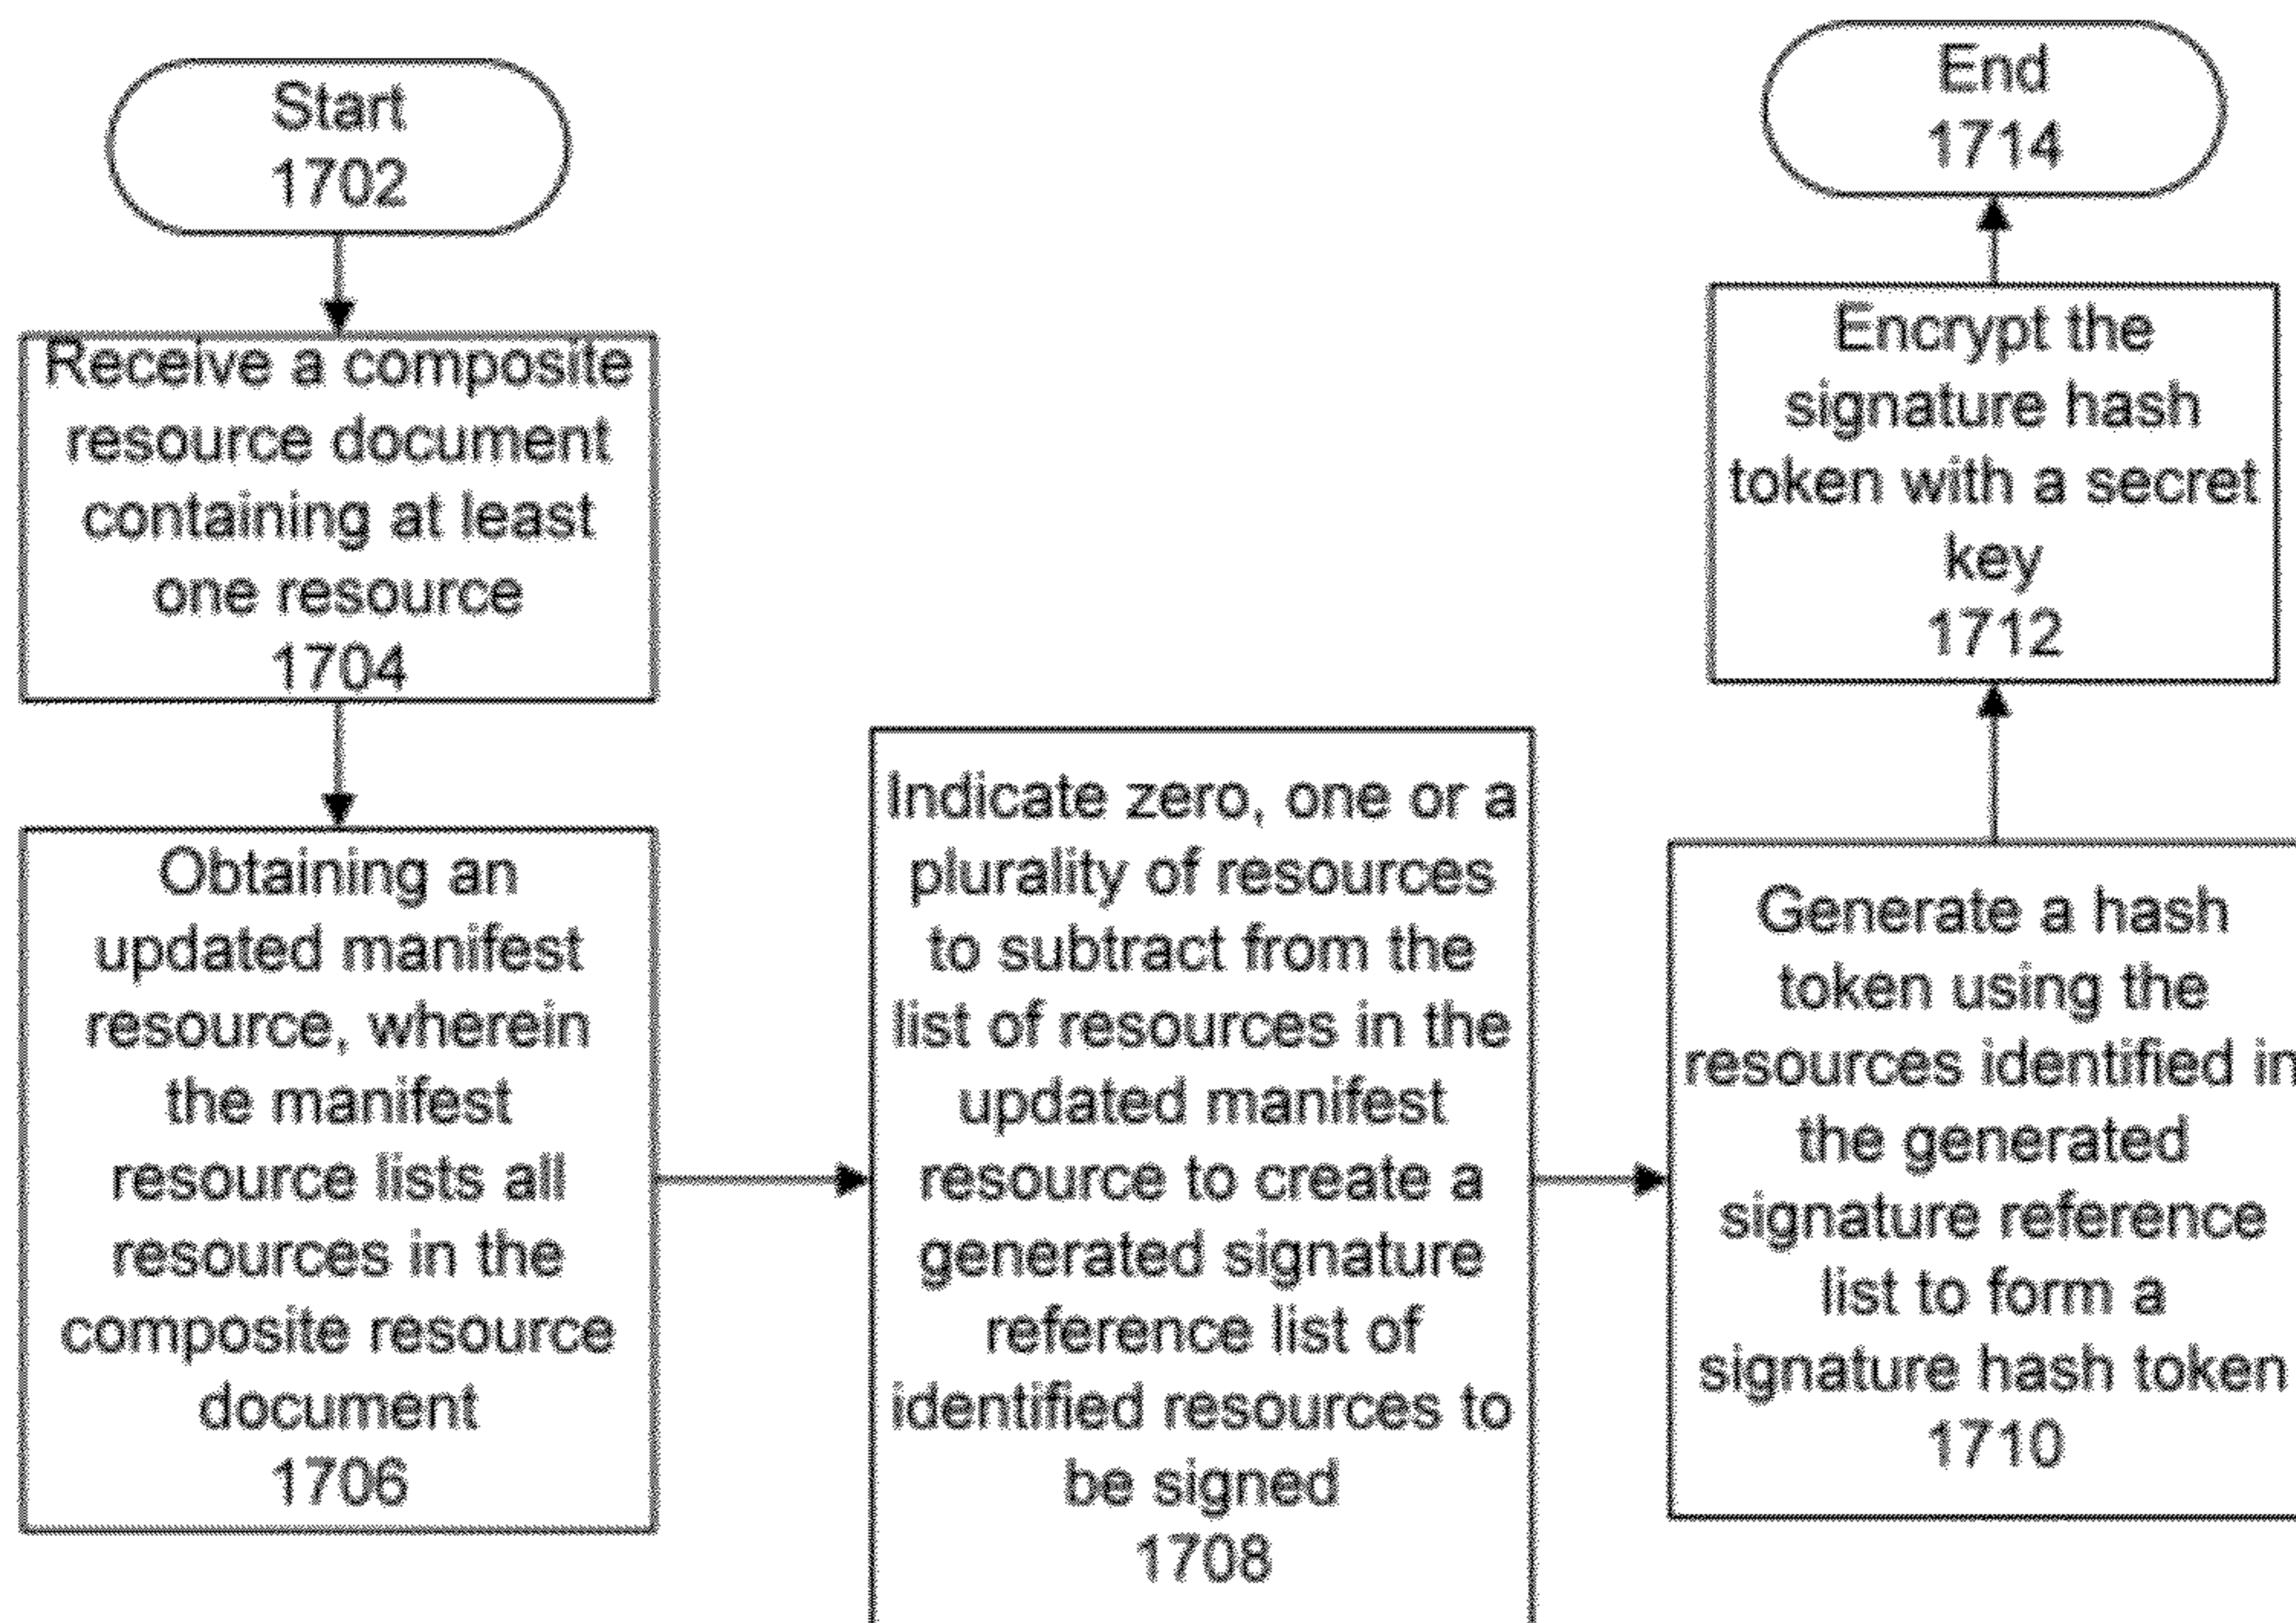 Start
1702
Receive a composite
resource document
containing at least
one resource
1704
Obtaining an
updated manifest
resource, wherein
the manifest
resource lists all
resources in the
composite resource
document
1706
Indicate zero, one or a
plurality of resources
to subtract from the
list of resources in the
updated manifest
resource to create a
generated signature
reference list of
identified resources to
be signed
1708
Generate a hash
token using the
resources identified in
the generated
signature reference
list to form a
signature hash token
1710
Encrypt the
signature hash
token with a secret
key
1712
End
1714